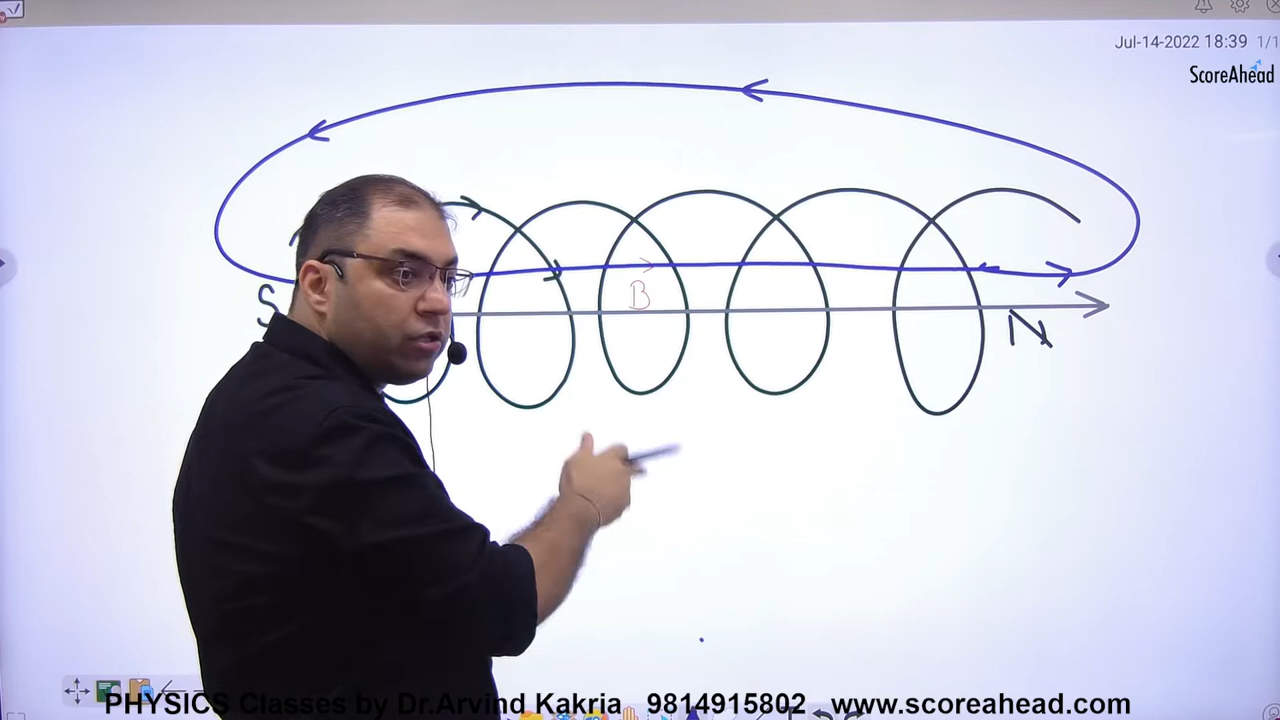 Jul-14-2022 18:39 1/1
ScoreAhead
S
B
N
PHYSICS Classes by Dr.Arvind Kakria 9814915802 www.scoreahead.com